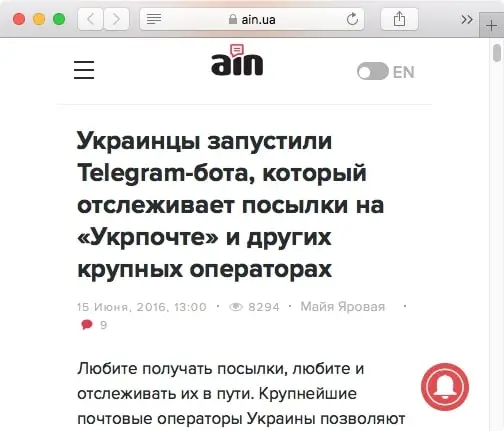 ain.ua
ain
EN
Украинцы запустили
Telegram-бота, который
отслеживает посылки на
«Укрпочте» и других
крупных операторах
15 Июня, 2016, 13:00 · 8294 · Майя Яровая ·
9
Любите получать посылки, любите и
отслеживать их в пути. Крупнейшие
почтовые операторы Украины позволяют